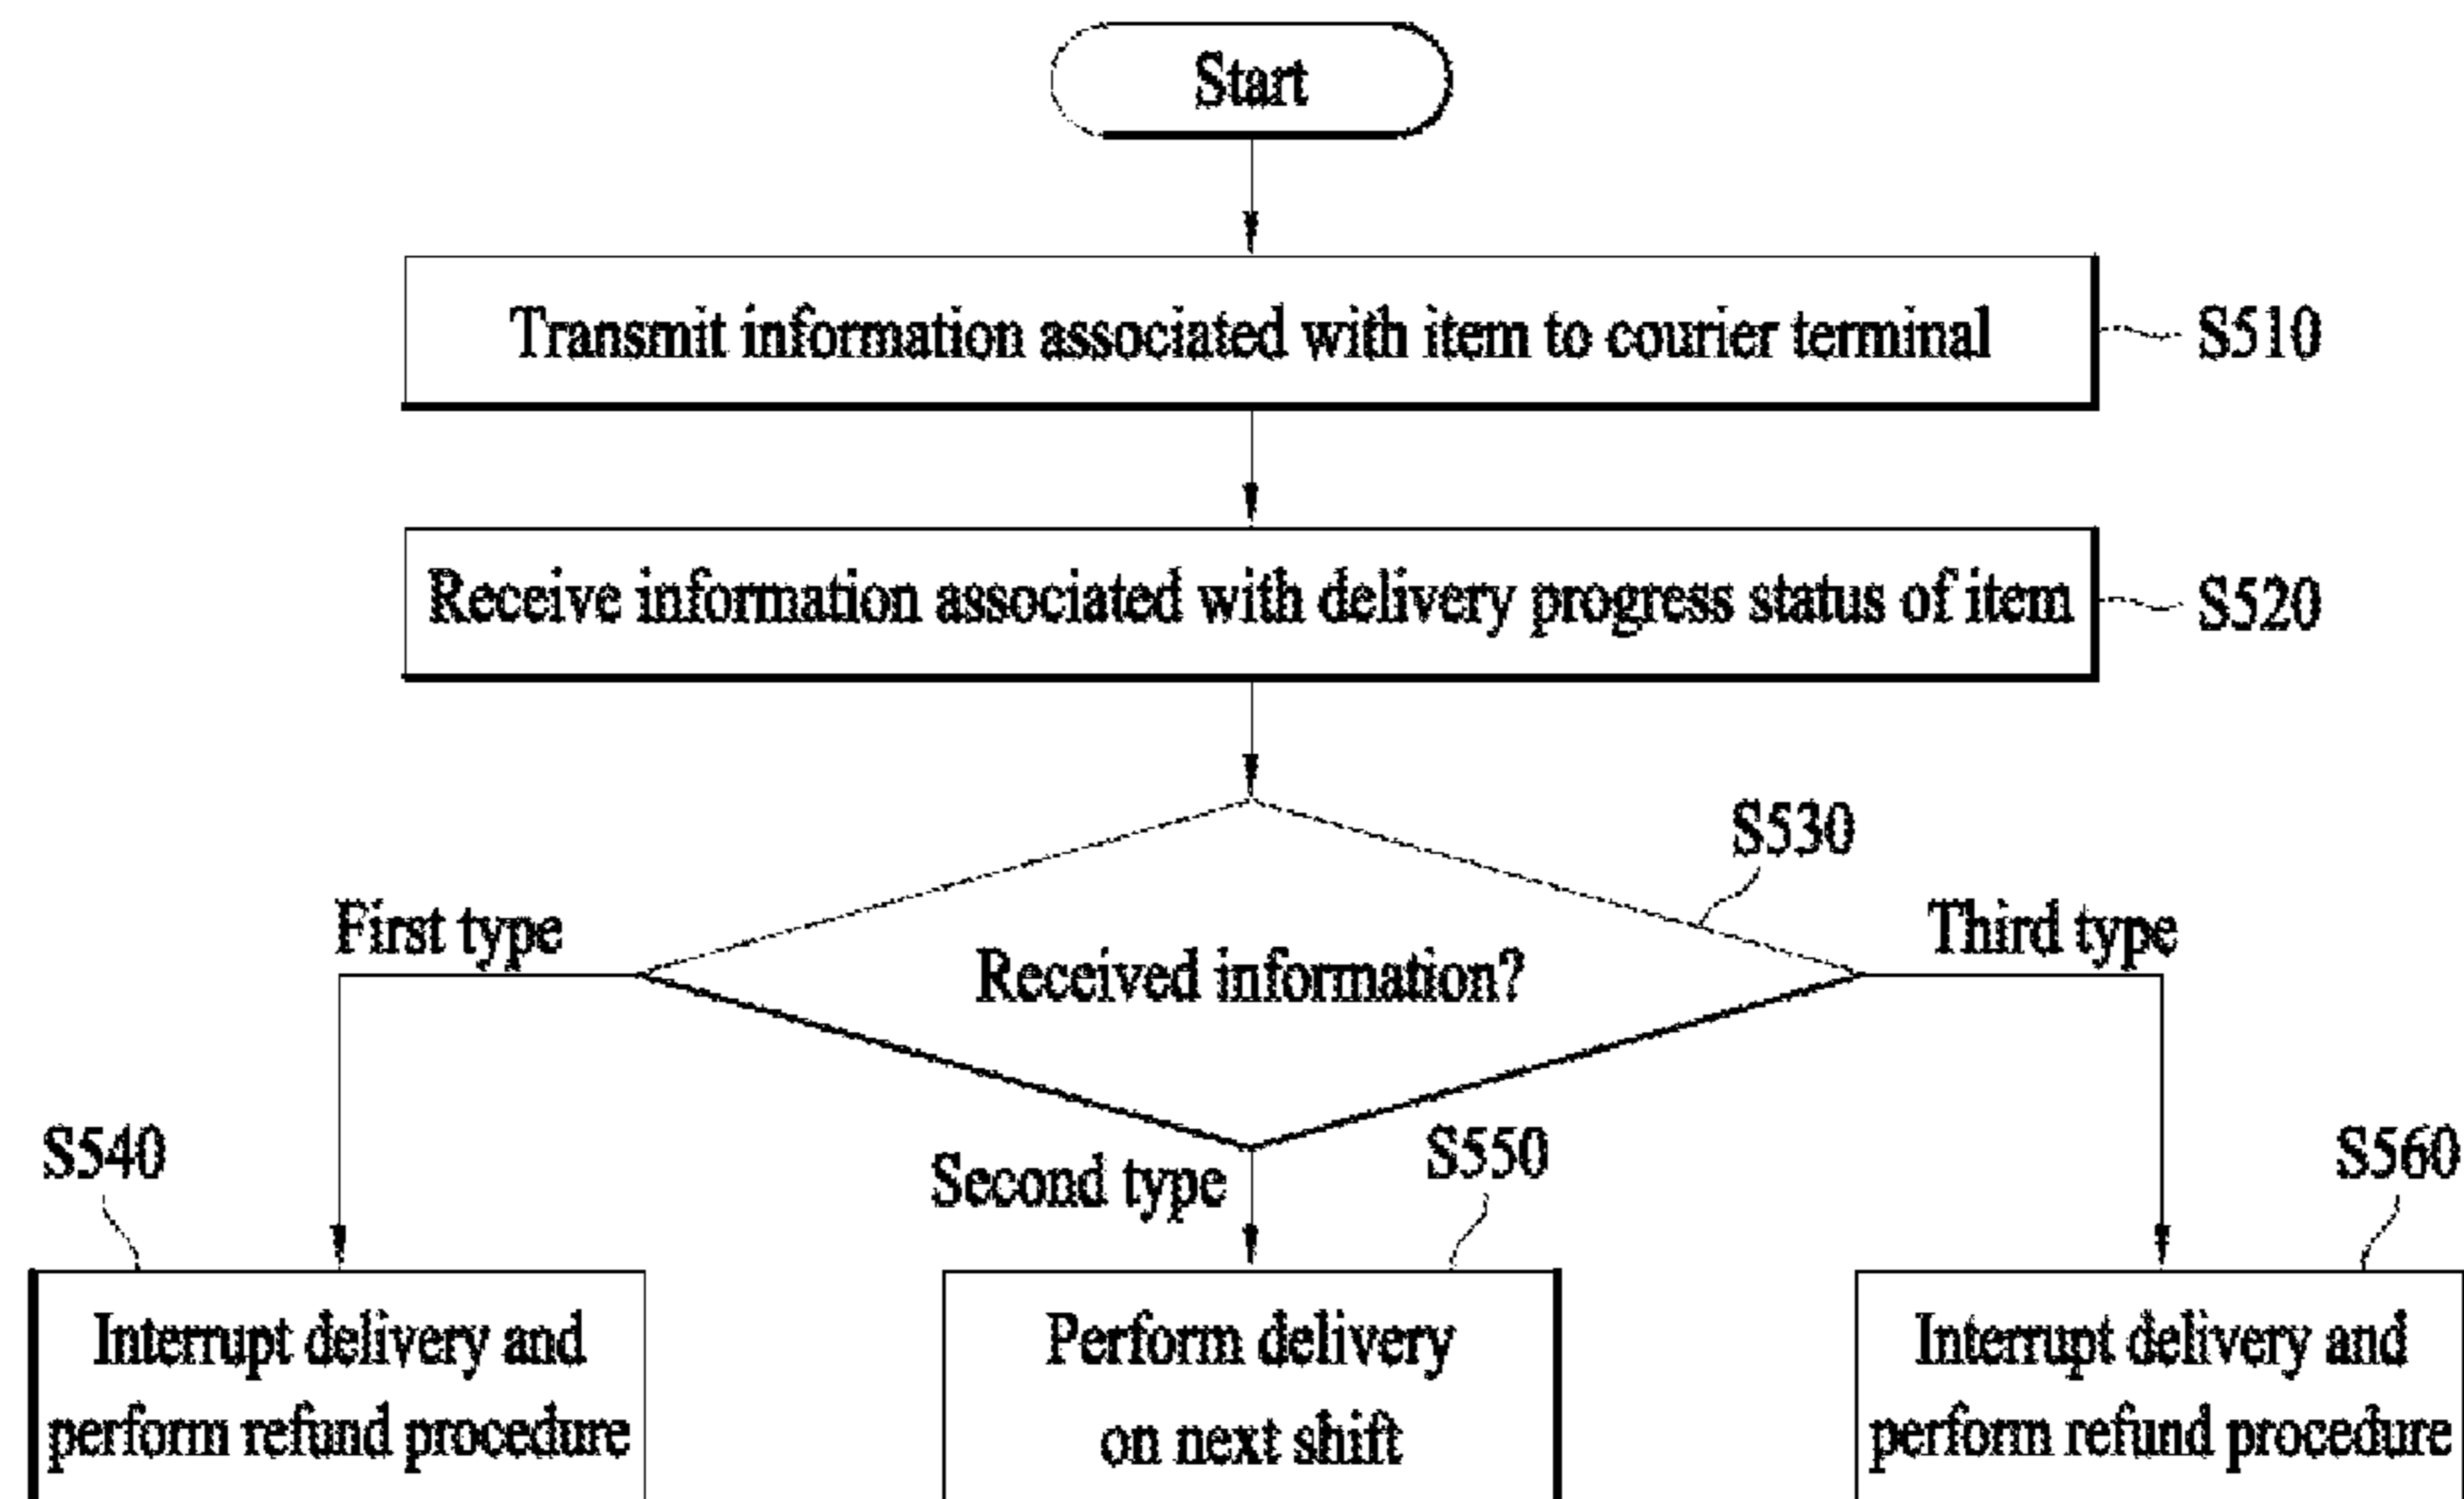 Start
Transmit information associated with item to courier terminal
S510
Receive information associated with delivery progress status of item
S520
S530
First type
Received information?
Third type
S540
Second type
S550
S560
Interrupt delivery and
perform refund procedure
Perform delivery
on next shift
Interrupt delivery and
perform refund procedure